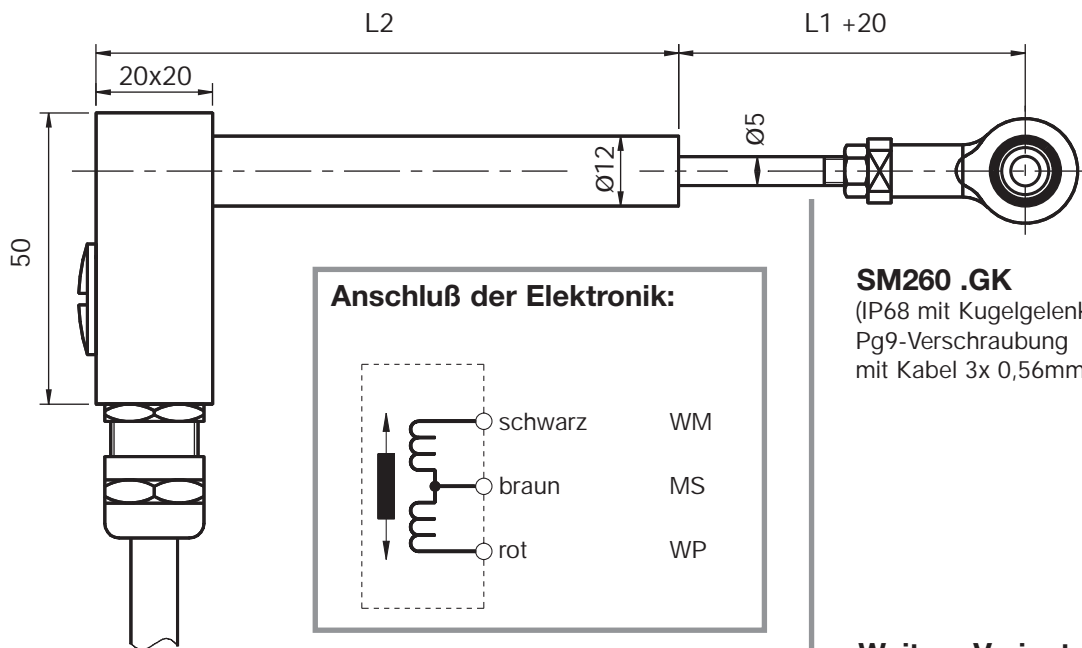 L2
L1 +20
20x20
Ø5
Ø12
50
SM260 .GK
(IP68 mit Kugelgelenk
Pg9-Verschraubung
mit Kabel 3x 0,56mm
Anschluß der Elektronik:
schwarz WM
braun MS
rot WP